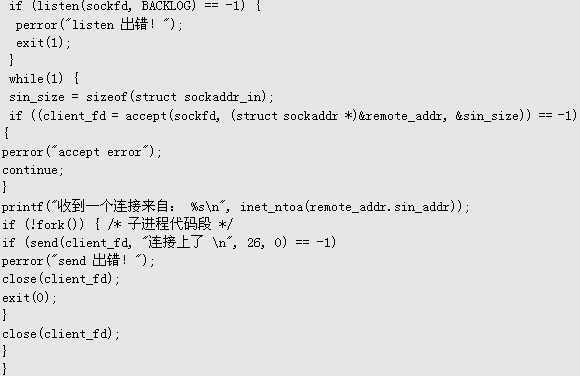 if (listen(sockfd, BACKLOG) == -1) {
perror("listen 出错! ");
exit(1);
}
while(1) {
sin_size = sizeof(struct sockaddr_in);
if ((client_fd = accept(sockfd, (struct sockaddr *)&remote_addr, &sin_size)) == -1)
{
perror("accept error");
continue;
}
printf("收到一个连接来自: %s\n", inet_ntoa(remote_addr.sin_addr));
if (!fork()) { /* 子进程代码段 */
if (send(client_fd, "连接上了 \n", 26, 0) == -1)
perror("send 出错! ");
close(client_fd);
exit(0);
}
close(client_fd);
}
}